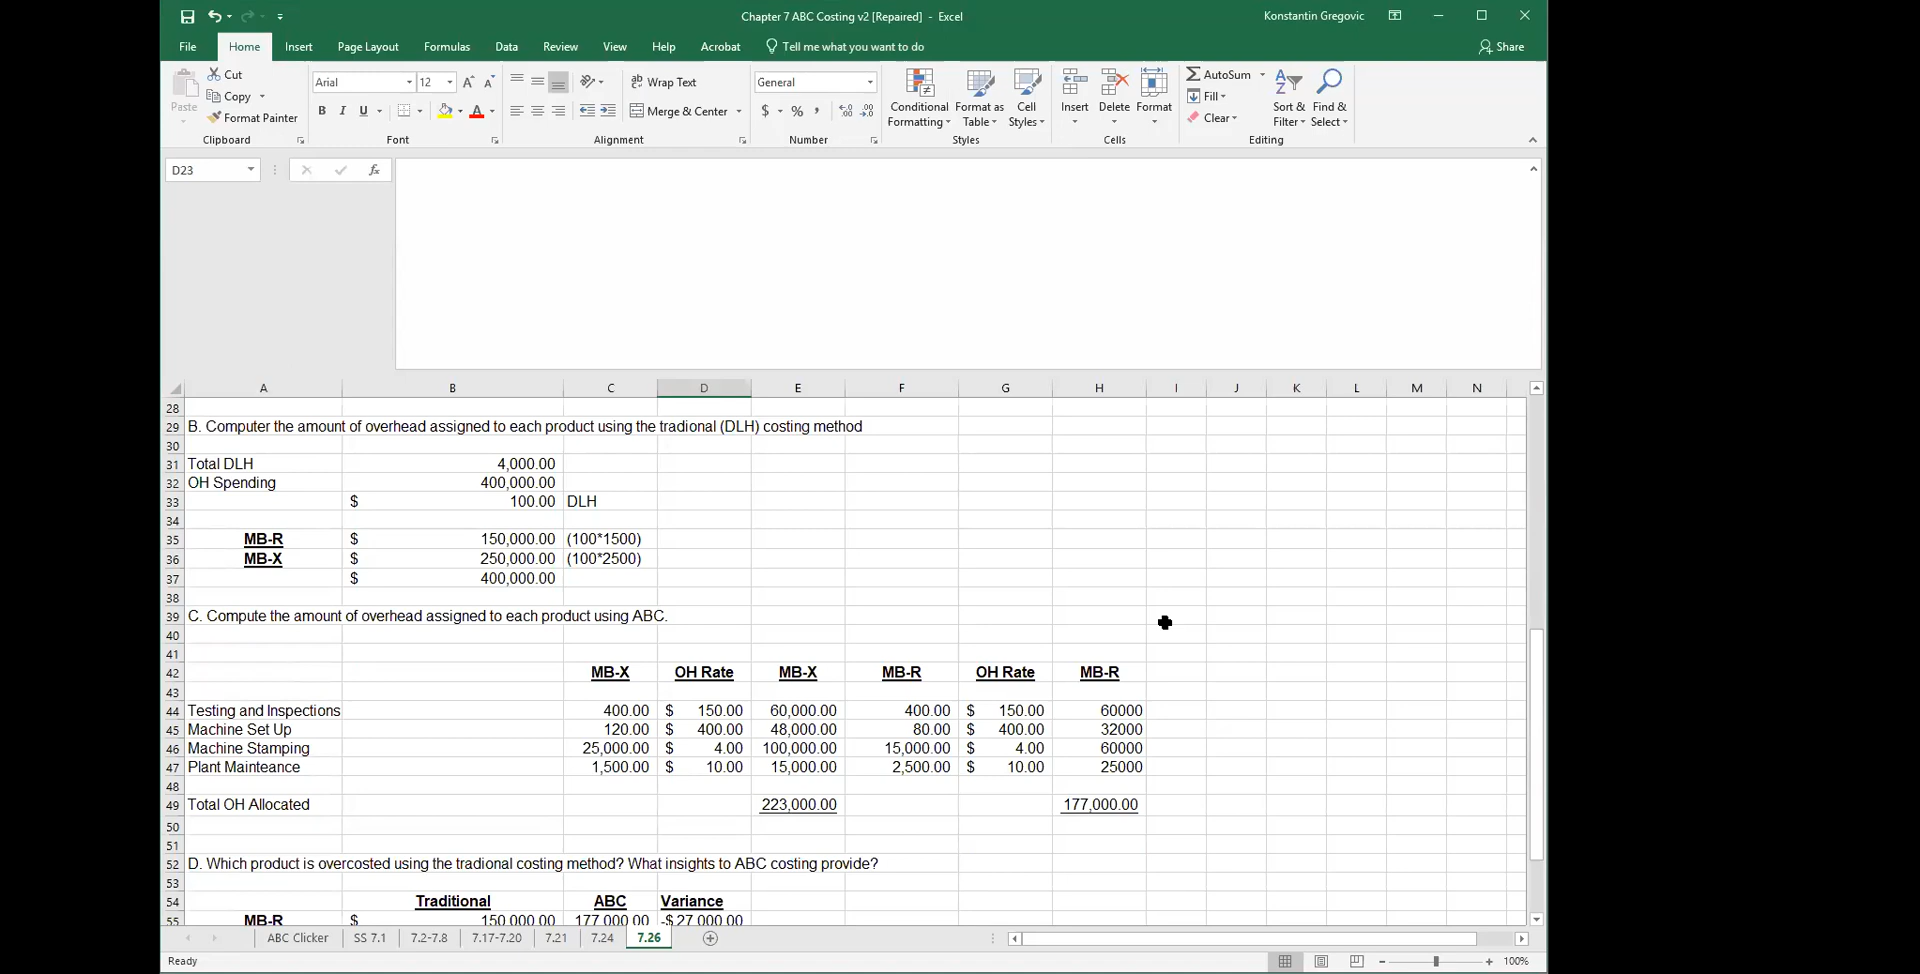 Chapter 7 ABC Costing v2 [Repaired] - Excel
Konstantin Gregovic
File Home Insert Page Layout Formulas Data Review View Help Acrobat Tell me what you want to do Share
Paste
Cut
Copy
Format Painter
Clipboard
Arial 12
B I U
Font
Wrap Text
Merge & Center
Alignment
General
$ % ,
Number
Conditional Formatting
Format as Table
Cell Styles
Styles
Insert
Delete
Format
Cells
AutoSum
Fill
Clear
Sort & Filter
Find & Select
Editing
D23 fx
A B C D E F G H I J K L M N
28
29 B. Computer the amount of overhead assigned to each product using the tradional (DLH) costing method
30
31 Total DLH 4,000.00
32 OH Spending 400,000.00
33 $ 100.00 DLH
34
35 MB-R $ 150,000.00 (100*1500)
36 MB-X $ 250,000.00 (100*2500)
37 $ 400,000.00
38
39 C. Compute the amount of overhead assigned to each product using ABC.
40
41
42 MB-X OH Rate MB-X MB-R OH Rate MB-R
43
44 Testing and Inspections 400.00 $ 150.00 60,000.00 400.00 $ 150.00 60000
45 Machine Set Up 120.00 $ 400.00 48,000.00 80.00 $ 400.00 32000
46 Machine Stamping 25,000.00 $ 4.00 100,000.00 15,000.00 $ 4.00 60000
47 Plant Mainteance 1,500.00 $ 10.00 15,000.00 2,500.00 $ 10.00 25000
48
49 Total OH Allocated 223,000.00 177,000.00
50
51
52 D. Which product is overcosted using the tradional costing method? What insights to ABC costing provide?
53
54 Traditional ABC Variance
55 MB-R $ 150,000.00 177,000.00 -$ 27,000.00
ABC Clicker SS 7.1 7.2-7.8 7.17-7.20 7.21 7.24 7.26
Ready 100%